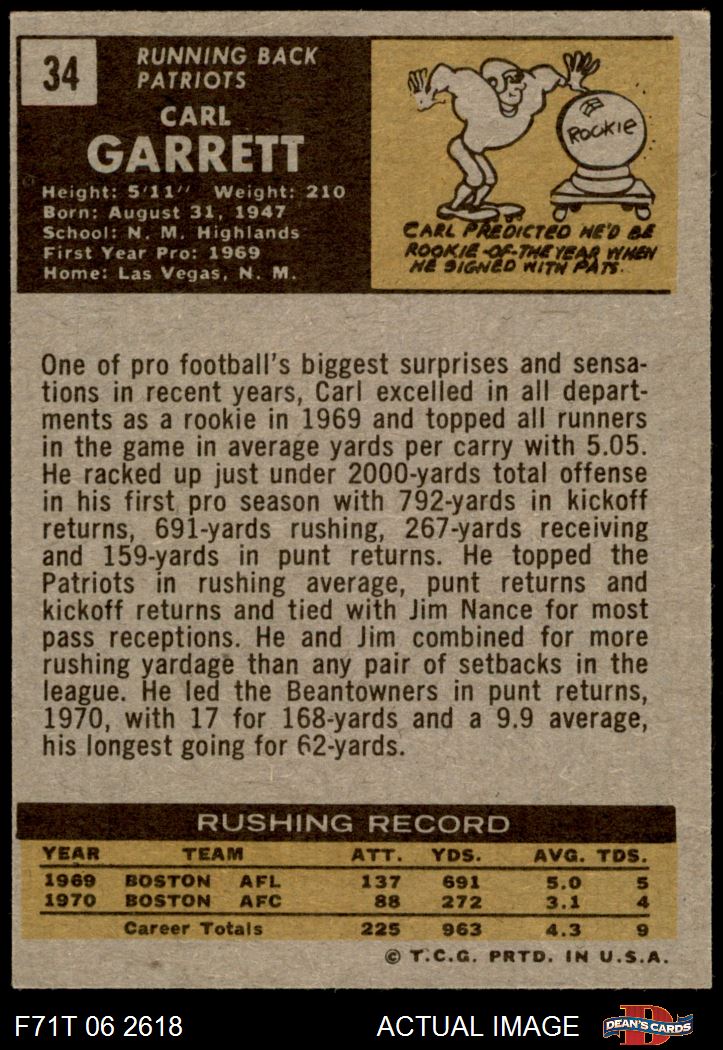 34
RUNNING BACK
PATRIOTS
CARL
GARRETT
Height: 5'11" Weight: 210
Born: August 31, 1947
School: N. M. Highlands
First Year Pro: 1969
Home: Las Vegas, N. M.
ROOKIE
CARL PREDICTED HE'D BE
ROOKIE-OF-THE YEAR WHEN
HE SIGNED WITH PATS.
One of pro football's biggest surprises and sensa-
tions in recent years, Carl excelled in all depart-
ments as a rookie in 1969 and topped all runners
in the game in average yards per carry with 5.05.
He racked up just under 2000-yards total offense
in his first pro season with 792-yards in kickoff
returns, 691-yards rushing, 267-yards receiving
and 159-yards in punt returns. He topped the
Patriots in rushing average, punt returns and
kickoff returns and tied with Jim Nance for most
pass receptions. He and Jim combined for more
rushing yardage than any pair of setbacks in the
league. He led the Beantowners in punt returns,
1970, with 17 for 168-yards and a 9.9 average,
his longest going for 62-yards.
RUSHING RECORD
YEAR TEAM ATT. YDS. AVG. TDS.
1969 BOSTON AFL 137 691 5.0 5
1970 BOSTON AFC 88 272 3.1 4
Career Totals 225 963 4.3 9
© T.C.G. PRTD. IN U.S.A.
F71T 06 2618 ACTUAL IMAGE
D
DEAN'S CARDS